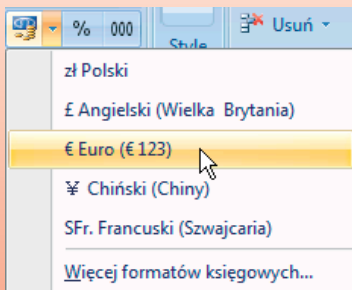 % 000 Usuń
Style
zł Polski
£ Angielski (Wielka Brytania)
€ Euro (€ 123)
¥ Chiński (Chiny)
SFr. Francuski (Szwajcaria)
Więcej formatów księgowych...